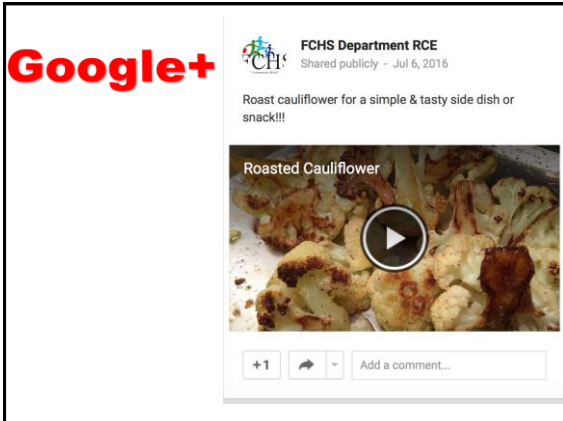 Google+
FCHS Department RCE
Shared publicly - Jul 6, 2016
Roast cauliflower for a simple & tasty side dish or
snack!!!
Roasted Cauliflower
+1
Add a comment...